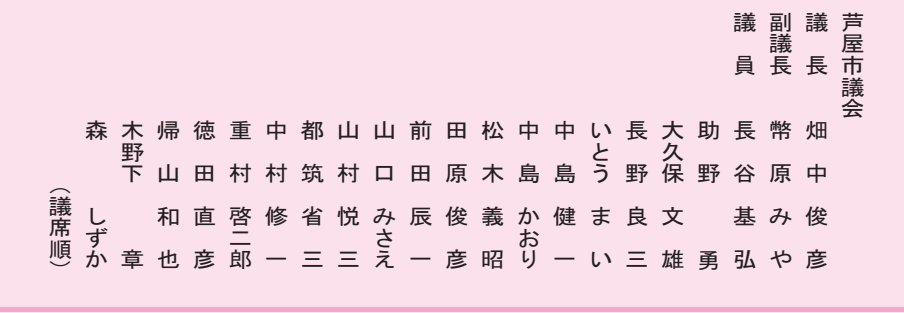 芦屋市議会
議長 畑中俊彦
副議長 幣原みや
議員 長谷基弘
助野勇
大久保文雄
長野良三
いとうまい
中島健一
中島かおり
松木義昭
田原俊彦
前田辰一
山口みさえ
山村悦三
都筑省三
中村修一
重村啓二郎
徳田直彦
帰山和也
木野下章
森しずか
（議席順）